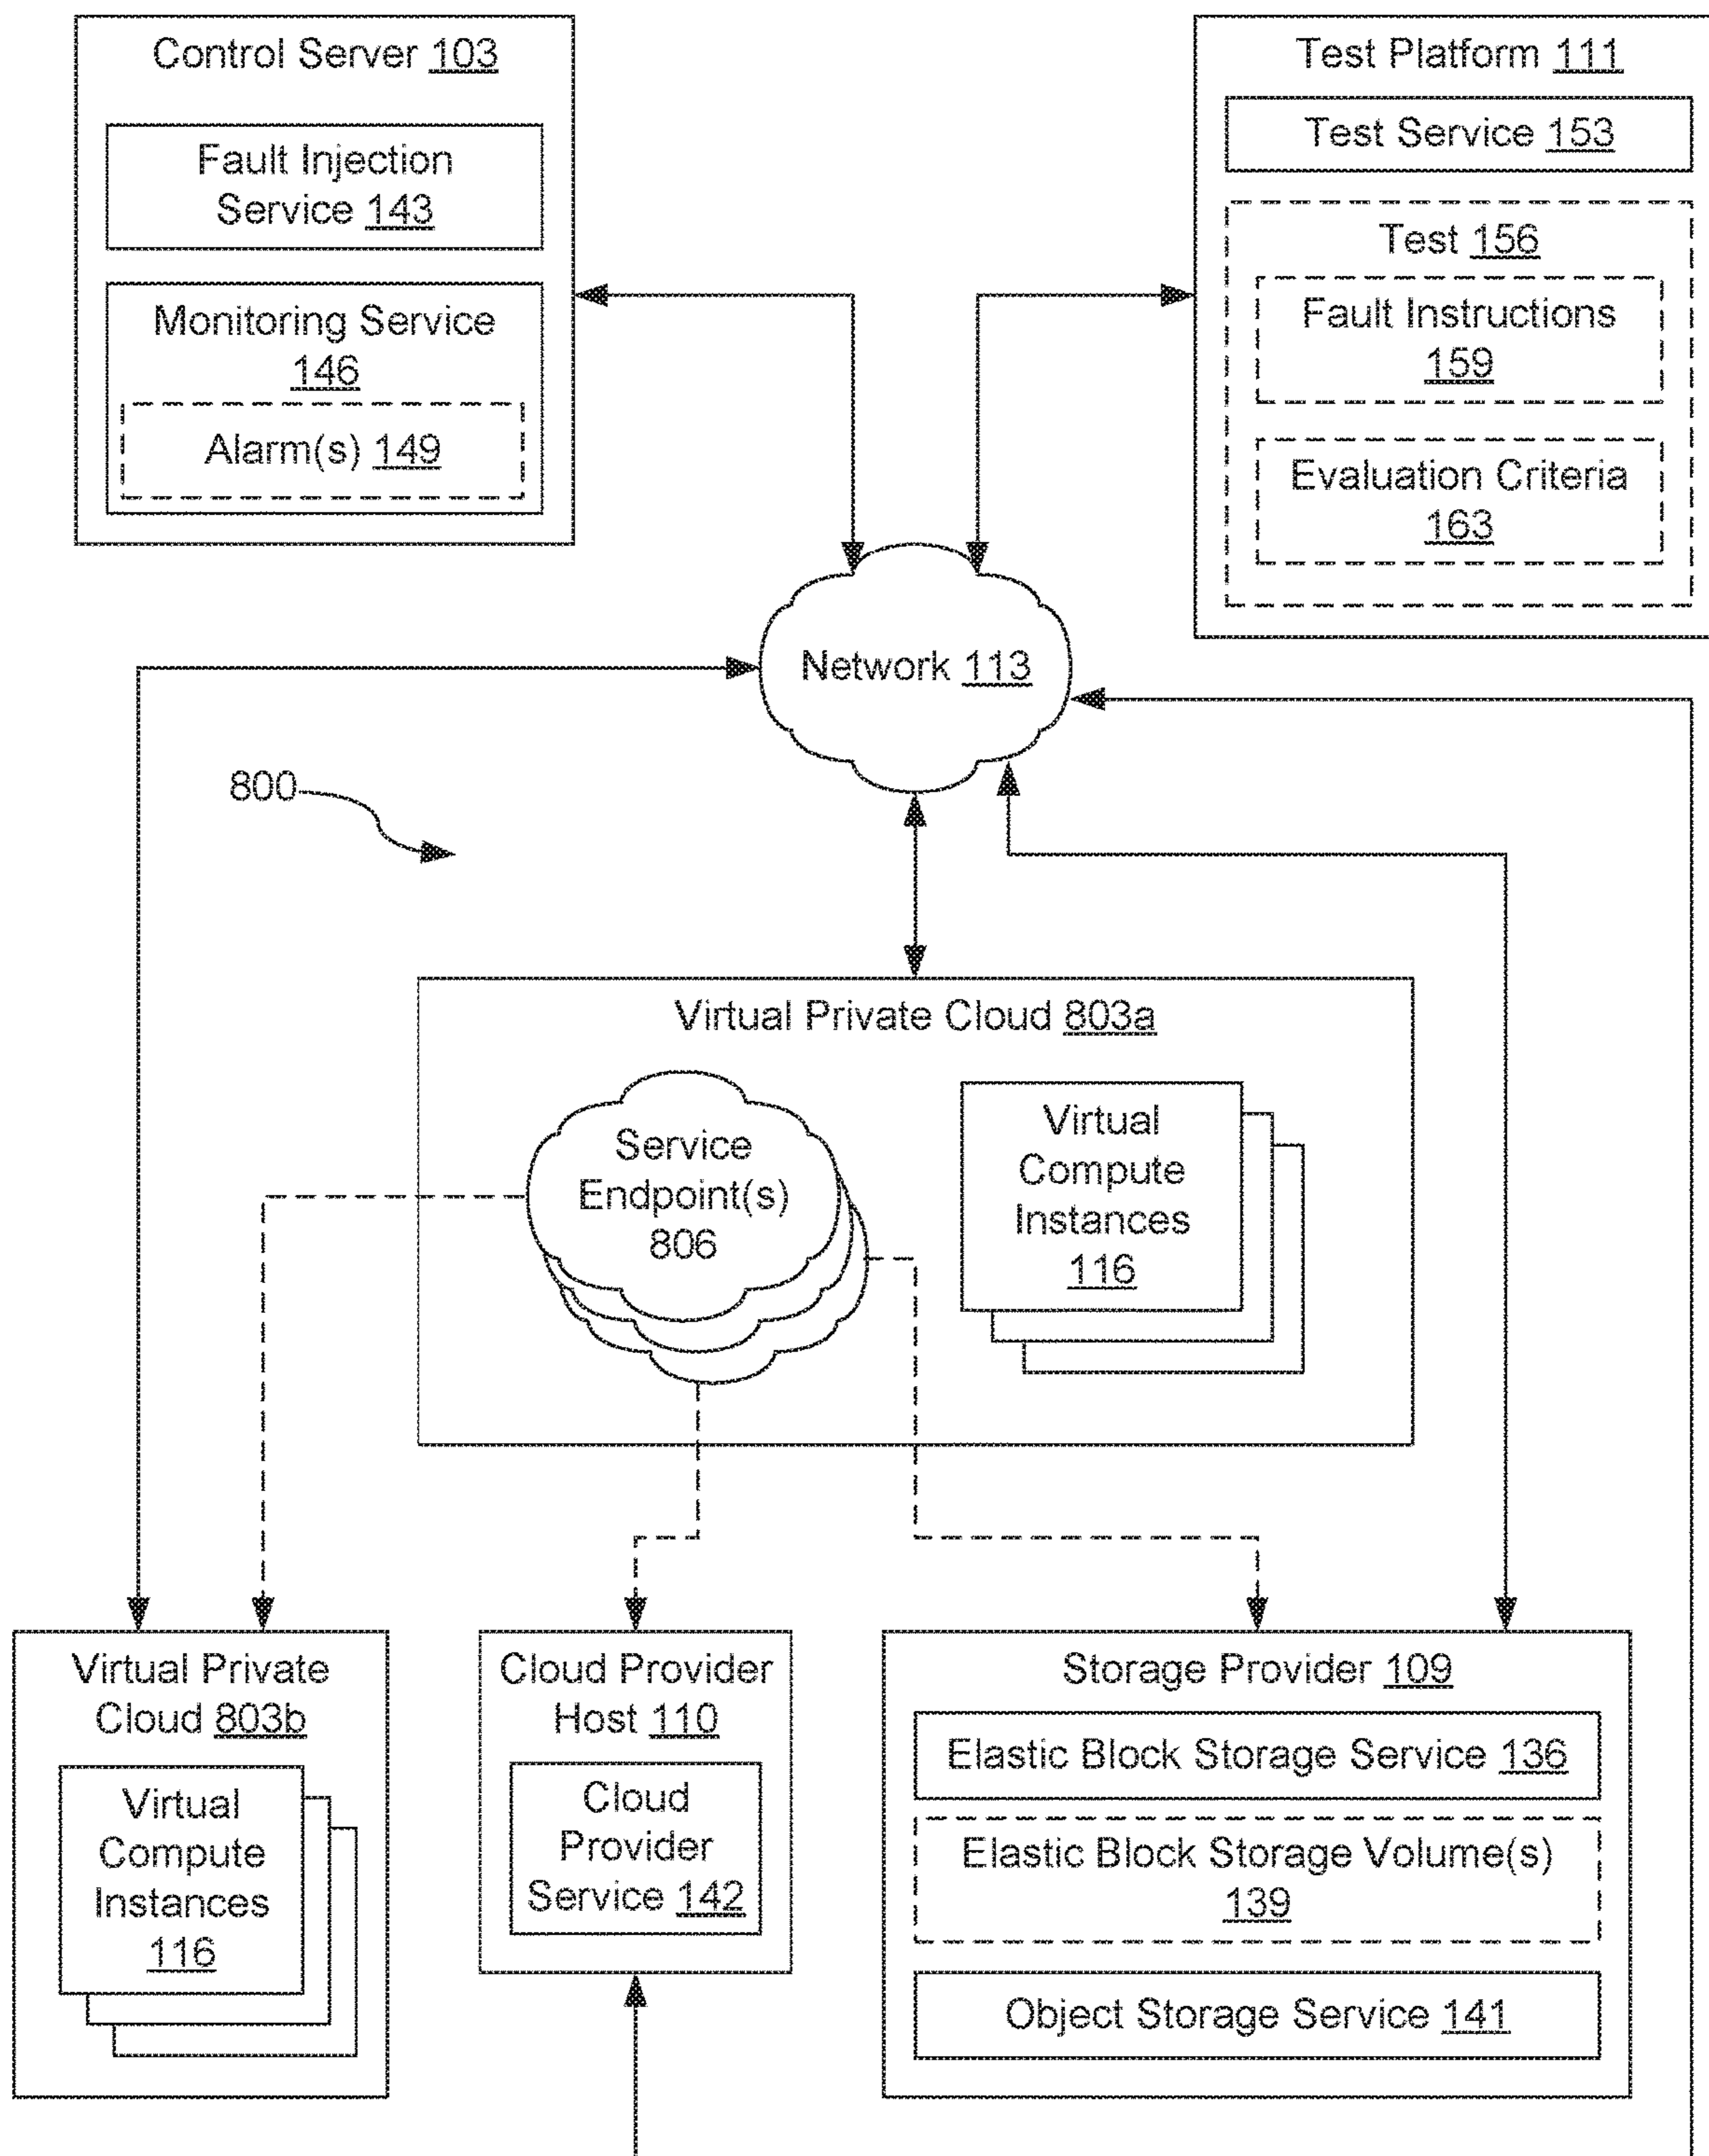 Control Server 103
Fault Injection
Service 143
Monitoring Service
146
Alarm(s) 149
Test Platform 111
Test Service 153
Test 156
Fault Instructions
159
Evaluation Criteria
163
Network 113
800
Virtual Private Cloud 803a
Service
Endpoint(s)
806
Virtual
Compute
Instances
116
Virtual Private
Cloud 803b
Virtual
Compute
Instances
116
Cloud Provider
Host 110
Cloud
Provider
Service 142
Storage Provider 109
Elastic Block Storage Service 136
Elastic Block Storage Volume(s)
139
Object Storage Service 141